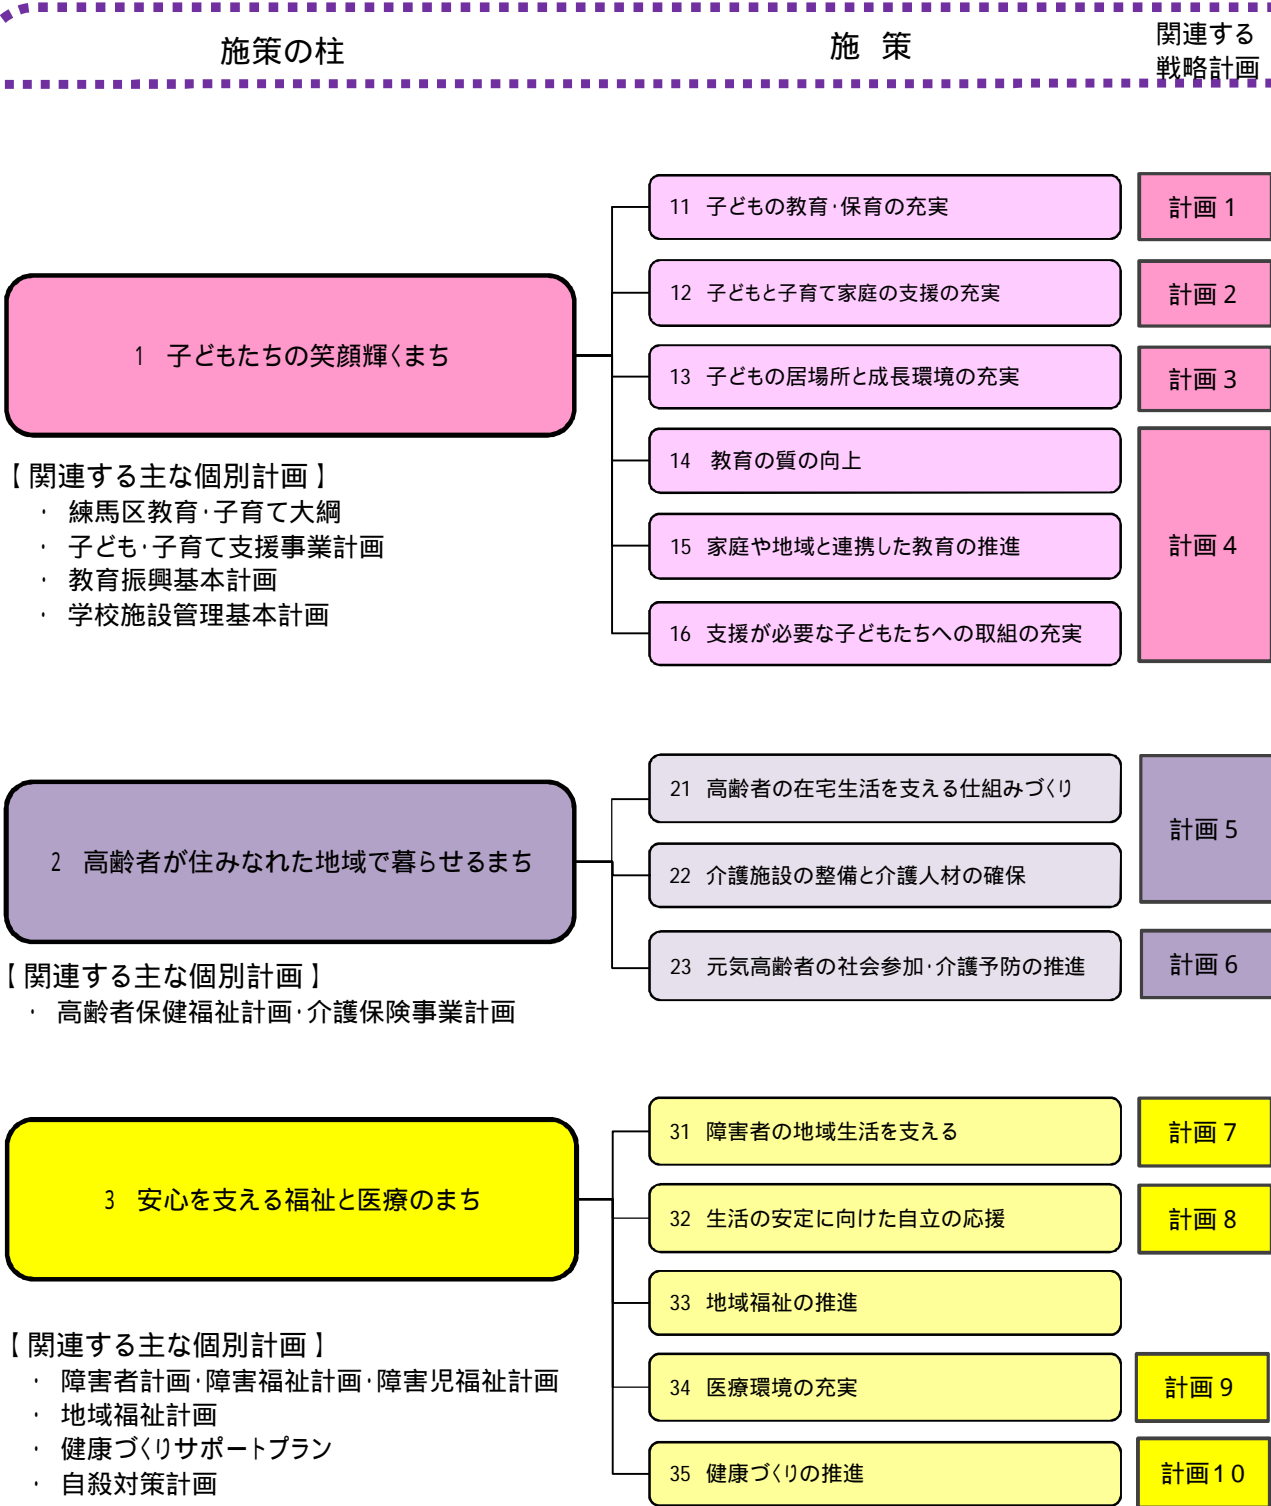 施策の柱
施 策
関連する
戦略計画
1 子どもたちの笑顔輝くまち
11 子どもの教育・保育の充実
計画 1
12 子どもと子育て家庭の支援の充実
計画 2
13 子どもの居場所と成長環境の充実
計画 3
14 教育の質の向上
15 家庭や地域と連携した教育の推進
16 支援が必要な子どもたちへの取組の充実
計画 4
【関連する主な個別計画】
・ 練馬区教育・子育て大綱
・ 子ども・子育て支援事業計画
・ 教育振興基本計画
・ 学校施設管理基本計画
2 高齢者が住みなれた地域で暮らせるまち
21 高齢者の在宅生活を支える仕組みづくり
22 介護施設の整備と介護人材の確保
計画 5
23 元気高齢者の社会参加・介護予防の推進
計画 6
【関連する主な個別計画】
・ 高齢者保健福祉計画・介護保険事業計画
3 安心を支える福祉と医療のまち
31 障害者の地域生活を支える
計画 7
32 生活の安定に向けた自立の応援
計画 8
33 地域福祉の推進
34 医療環境の充実
計画 9
35 健康づくりの推進
計画10
【関連する主な個別計画】
・ 障害者計画・障害福祉計画・障害児福祉計画
・ 地域福祉計画
・ 健康づくりサポートプラン
・ 自殺対策計画